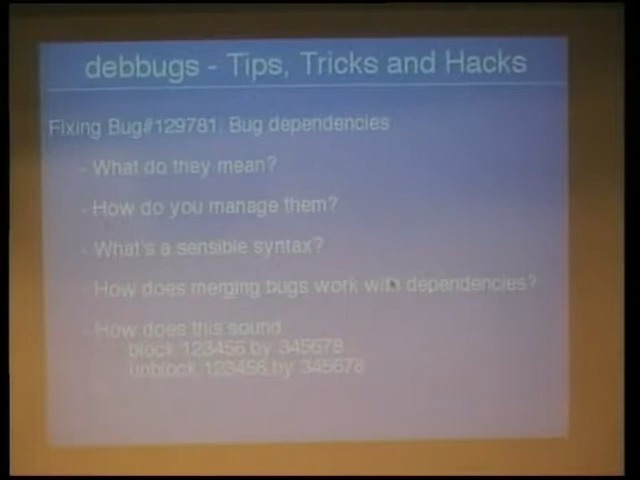 debbugs - Tips, Tricks and Hacks
Fixing Bug#129781: Bug dependencies
- What do they mean?
- How do you manage them?
- What's a sensible syntax?
- How does merging bugs work with dependencies?
- How does this sound
block 123456 by 345678
unblock 123456 by 345678